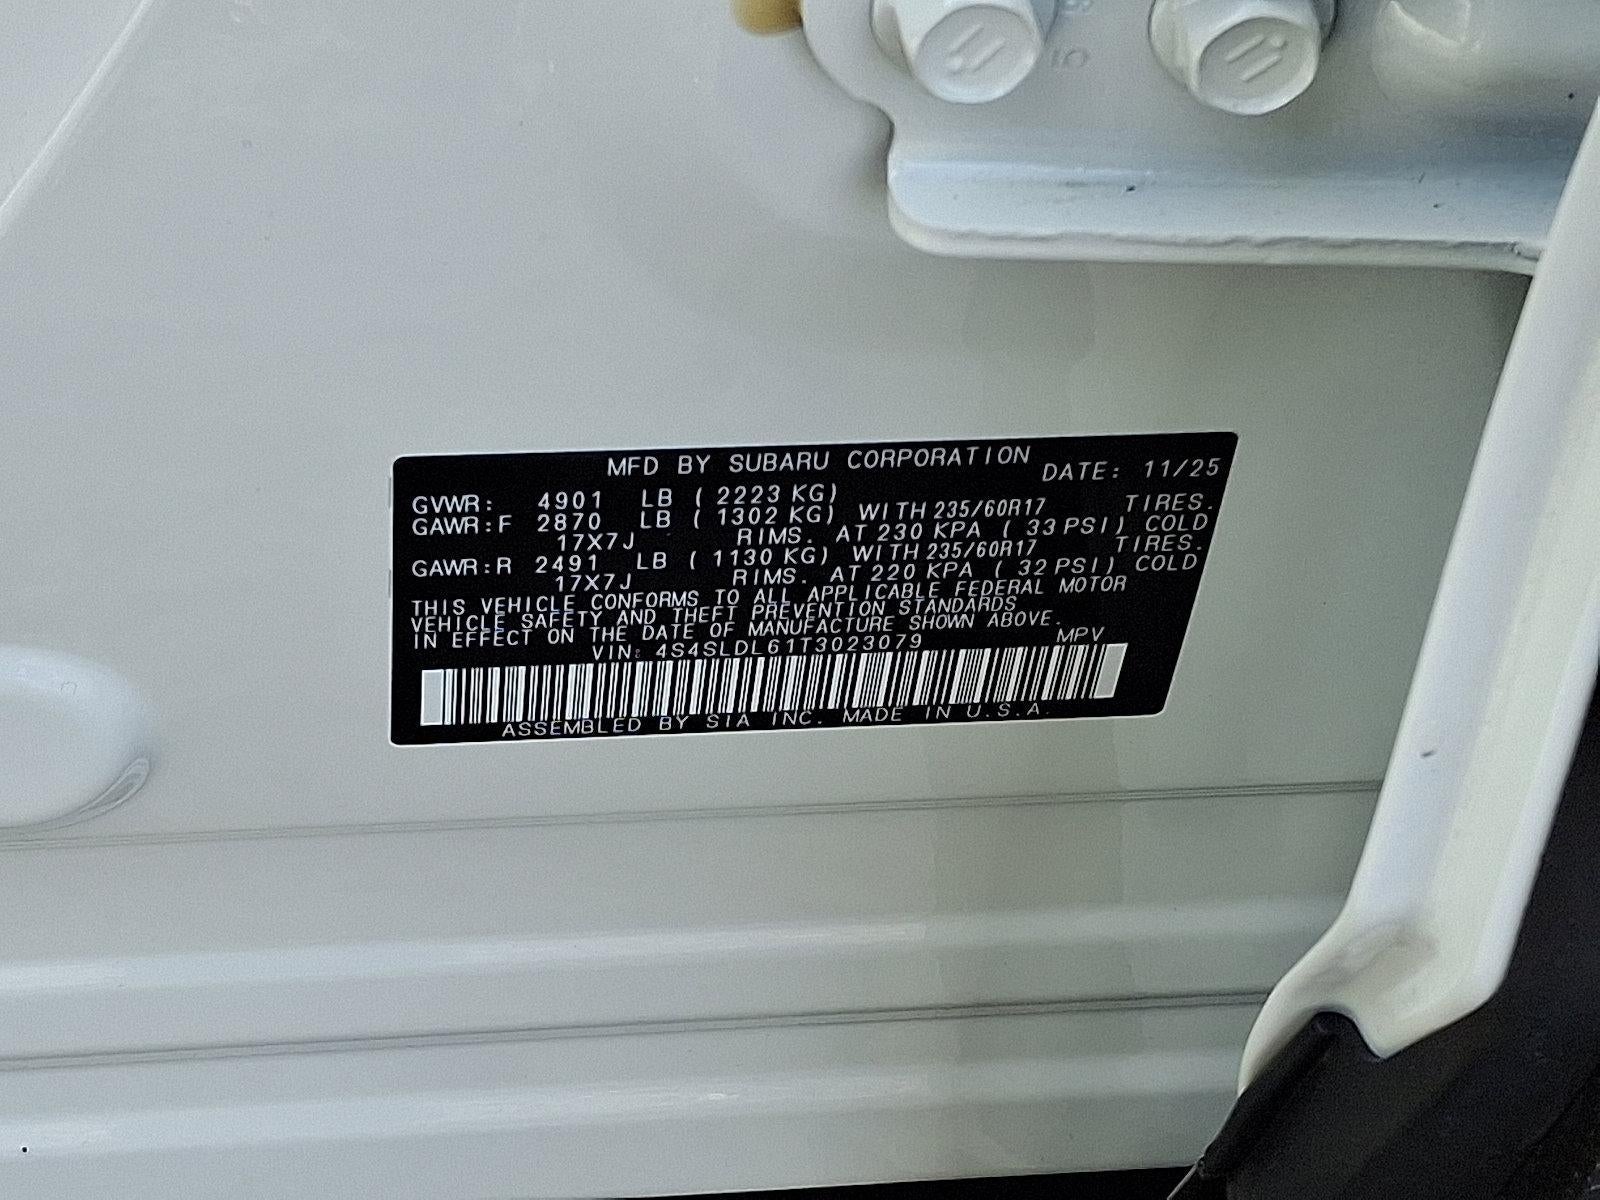 MFD BY SUBARU CORPORATION DATE: 11/25
GVWR: 4901 LB ( 2223 KG)
GAWR:F 2870 LB ( 1302 KG) WITH 235/60R17 TIRES.
17X7J RIMS. AT 230 KPA ( 33 PSI) COLD
GAWR:R 2491 LB ( 1130 KG) WITH 235/60R17 TIRES.
17X7J RIMS. AT 220 KPA ( 32 PSI) COLD
THIS VEHICLE CONFORMS TO ALL APPLICABLE FEDERAL MOTOR
VEHICLE SAFETY AND THEFT PREVENTION STANDARDS
IN EFFECT ON THE DATE OF MANUFACTURE SHOWN ABOVE.
VIN: 4S4SLDL61T3023079 MPV
ASSEMBLED BY SIA INC. MADE IN U.S.A.